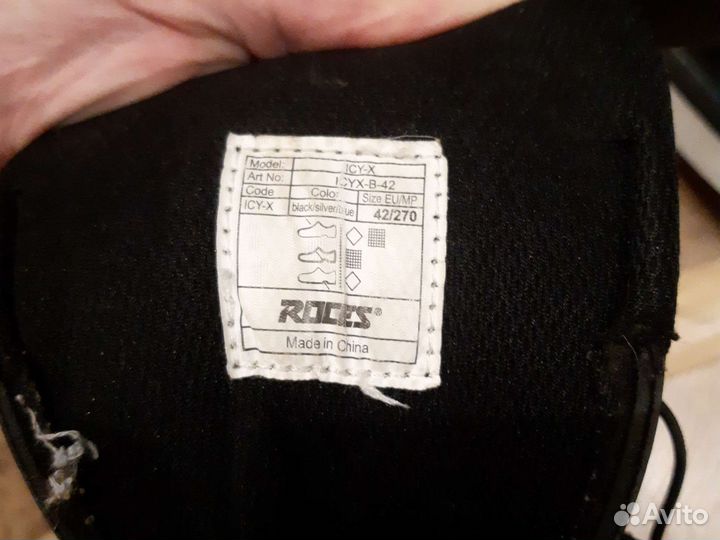 Model: ICY-X
Art No: ICYX-B-42
Code Color Size EU/MP
ICY-X black/silver/blue 42/270
ROCES®
Made in China
Avito